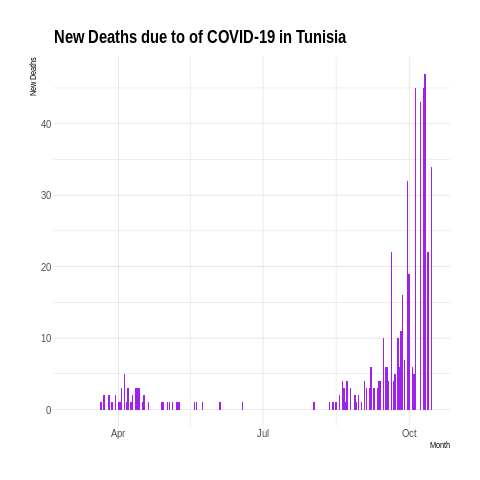 New Deaths due to of COVID-19 in Tunisia
New Deaths
40
30
20
10
0
Apr
Jul
Oct
Month